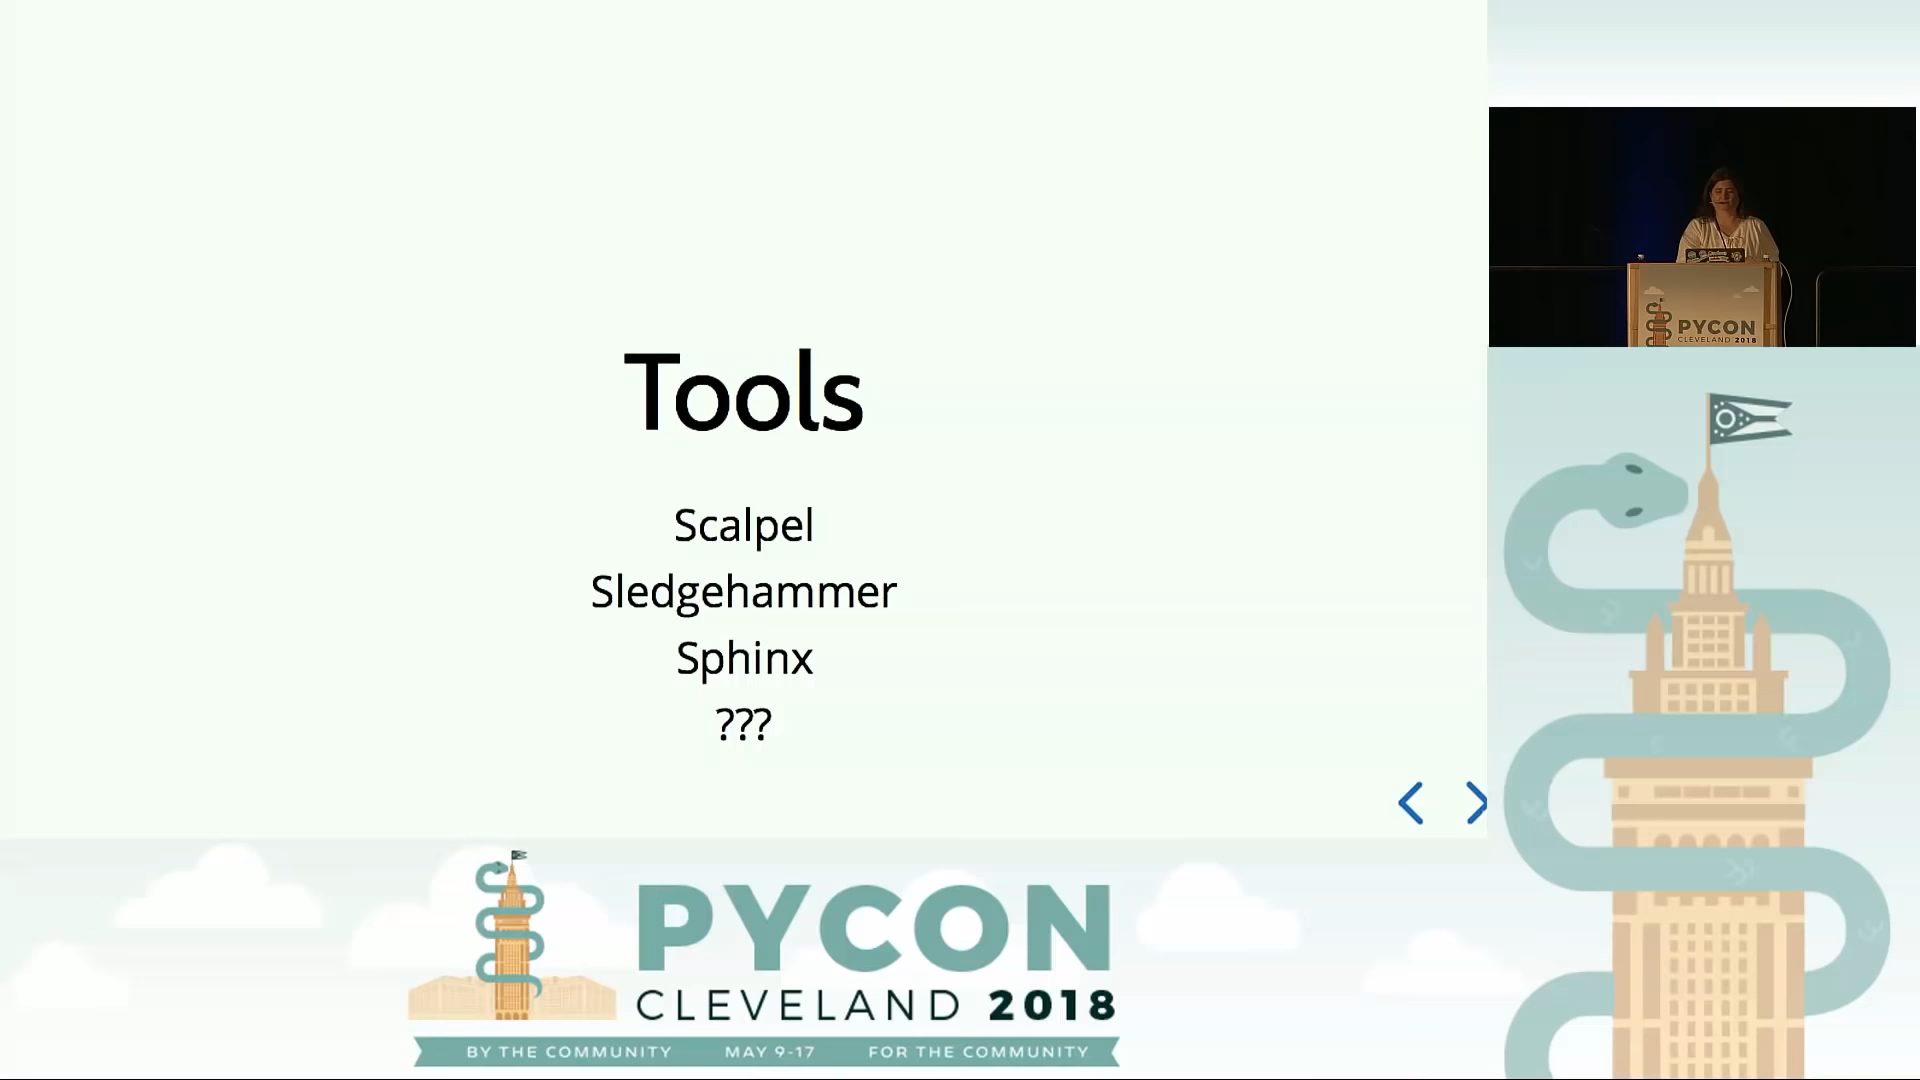 Tools
Scalpel
Sledgehammer
Sphinx
???
PYCON
CLEVELAND 2018
PYCON
CLEVELAND 2018
BY THE COMMUNITY MAY 9-17 FOR THE COMMUNITY